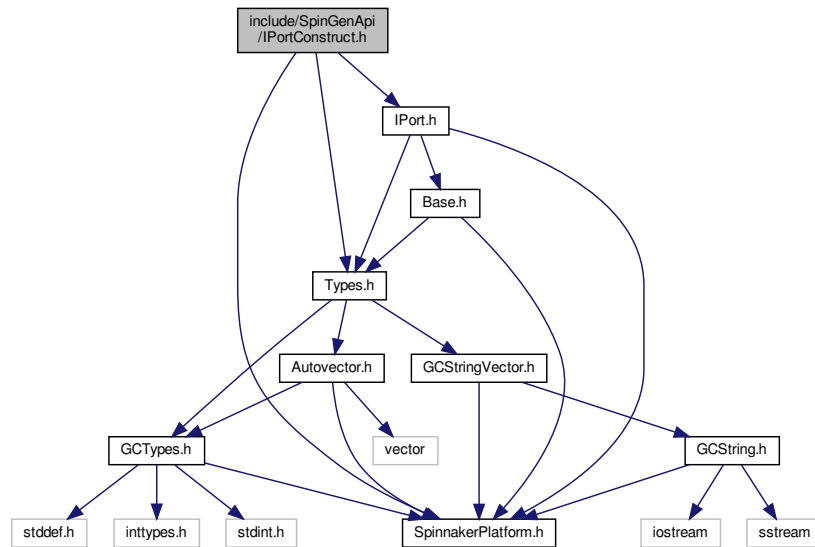 include/SpinGenApi
/IPortConstruct.h
IPort.h
Base.h
Types.h
Autovector.h
GCStringVector.h
GCTypes.h
vector
GCString.h
stddef.h
inttypes.h
stdint.h
SpinnakerPlatform.h
iostream
sstream